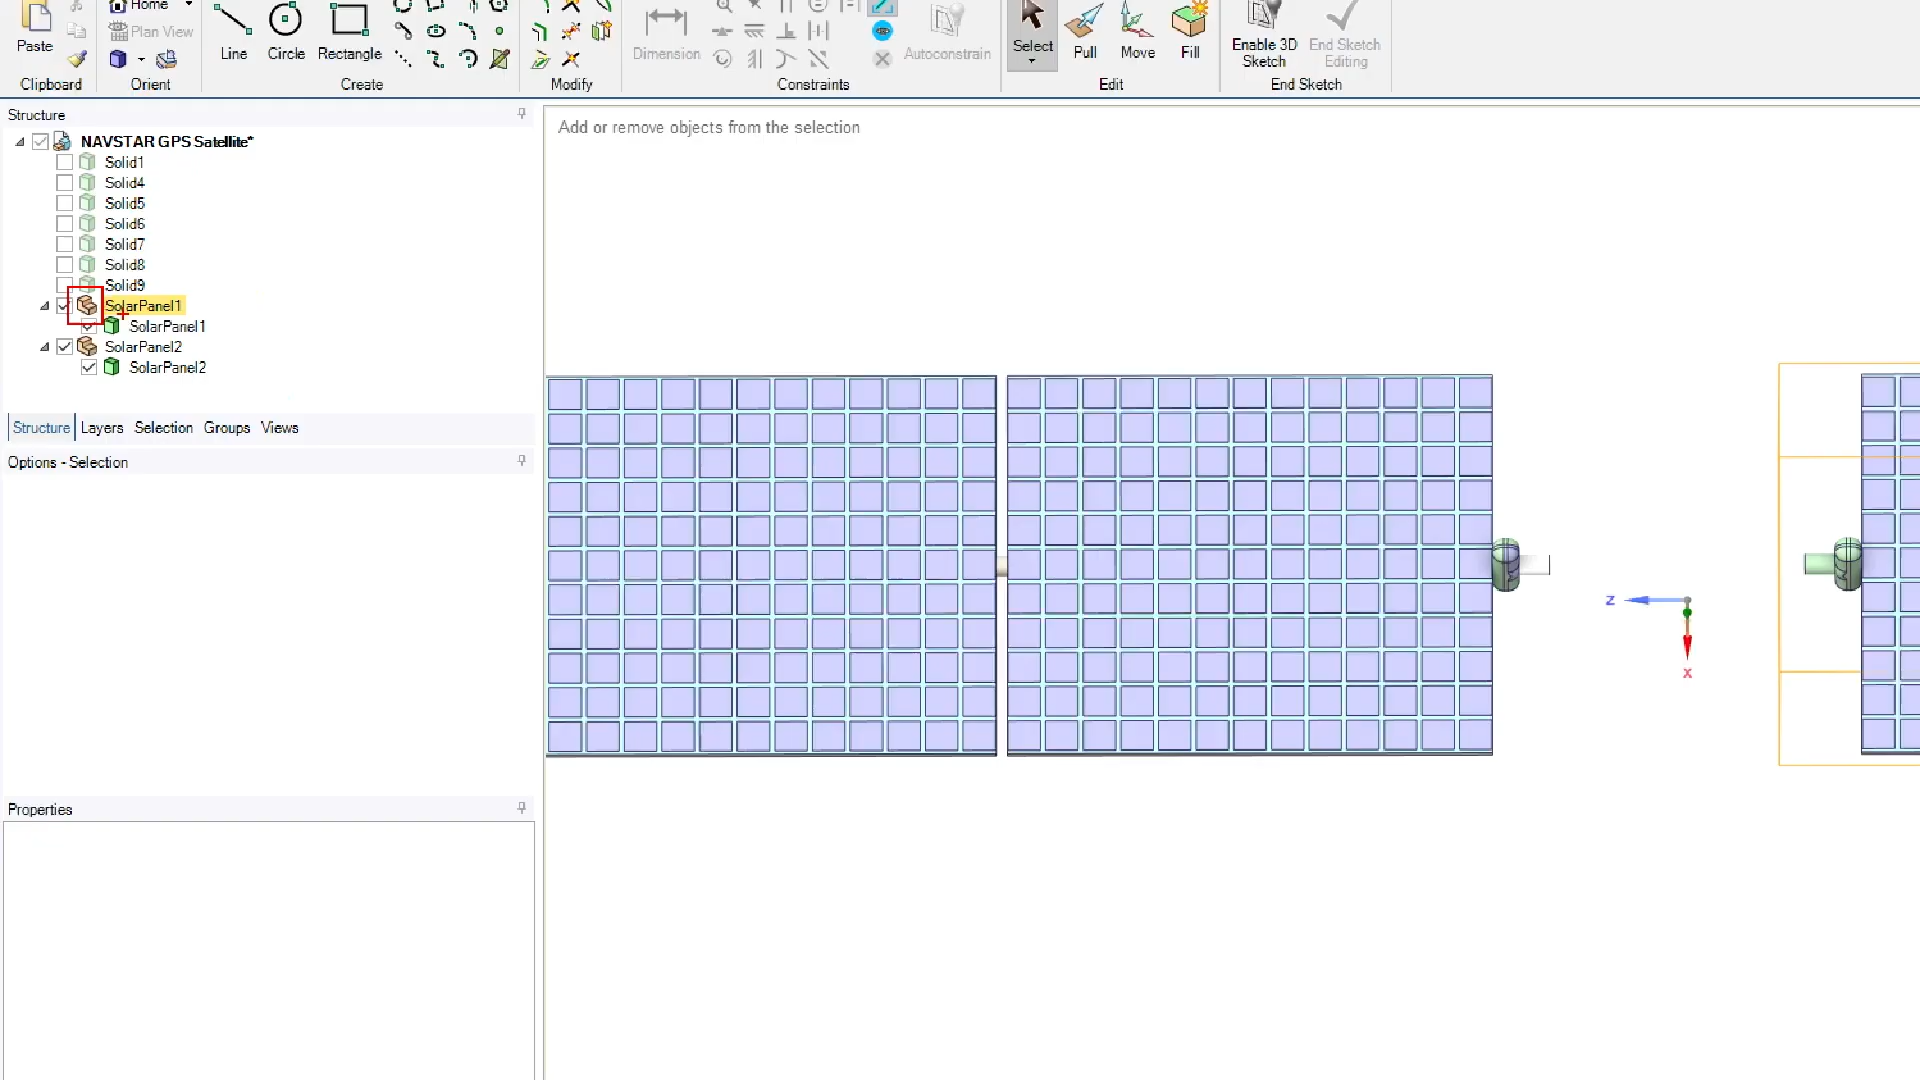 Home
Paste
Plan View
Clipboard
Orient
Line
Circle
Rectangle
Create
Modify
Dimension
Autoconstrain
Constraints
Select
Pull
Move
Fill
Edit
Enable 3D
Sketch
End Sketch
Editing
End Sketch
Structure
NAVSTAR GPS Satellite*
Solid1
Solid4
Solid5
Solid6
Solid7
Solid8
Solid9
SolarPanel1
SolarPanel1
SolarPanel2
SolarPanel2
Structure Layers Selection Groups Views
Options - Selection
Properties
Add or remove objects from the selection
Z
X